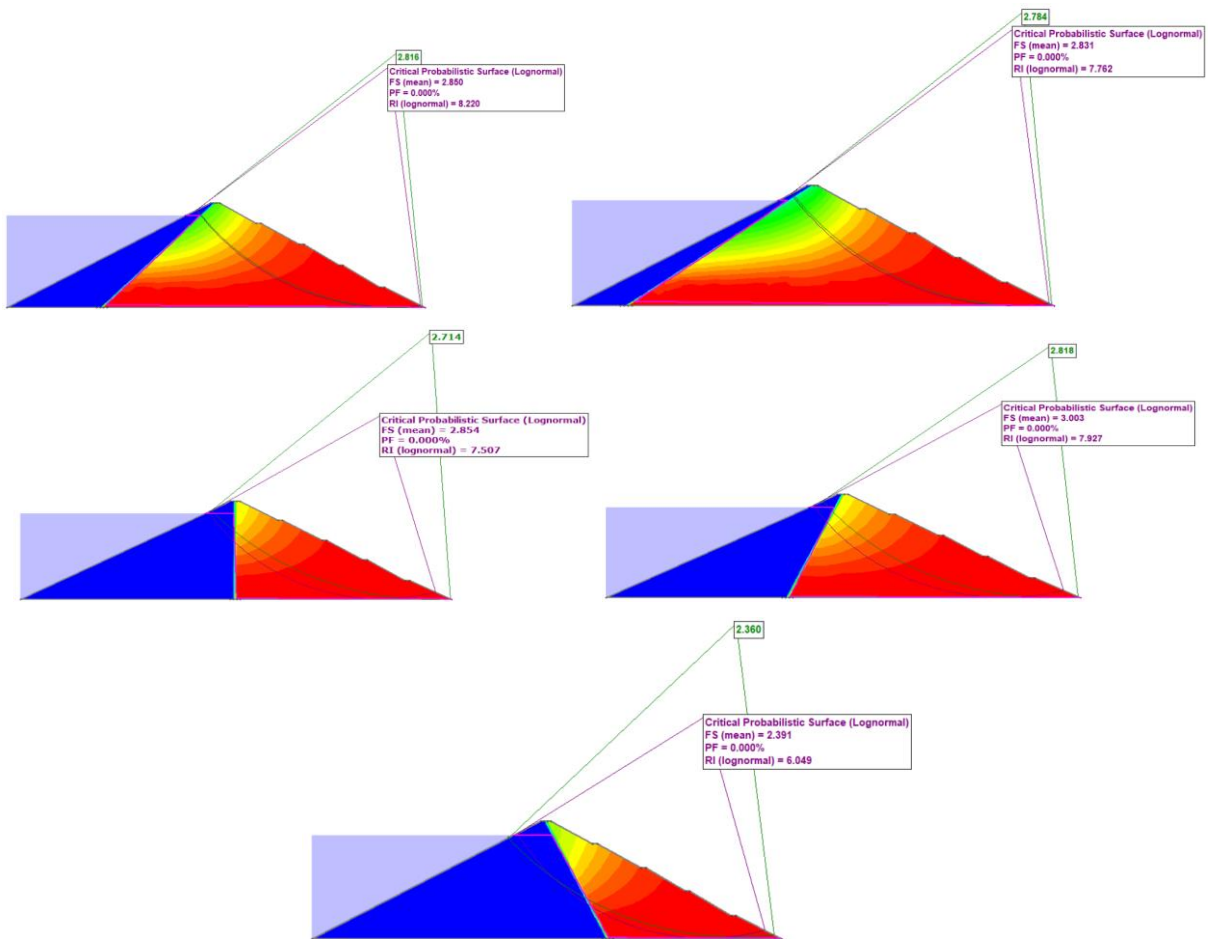 2.816
Critical Probabilistic Surface (Lognormal)
FS (mean) = 2.850
PF = 0.000%
RI (lognormal) = 8.220
2.784
Critical Probabilistic Surface (Lognormal)
FS (mean) = 2.831
PF = 0.000%
RI (lognormal) = 7.762
2.714
Critical Probabilistic Surface (Lognormal)
FS (mean) = 2.854
PF = 0.000%
RI (lognormal) = 7.507
2.818
Critical Probabilistic Surface (Lognormal)
FS (mean) = 3.003
PF = 0.000%
RI (lognormal) = 7.927
2.360
Critical Probabilistic Surface (Lognormal)
FS (mean) = 2.391
PF = 0.000%
RI (lognormal) = 6.049